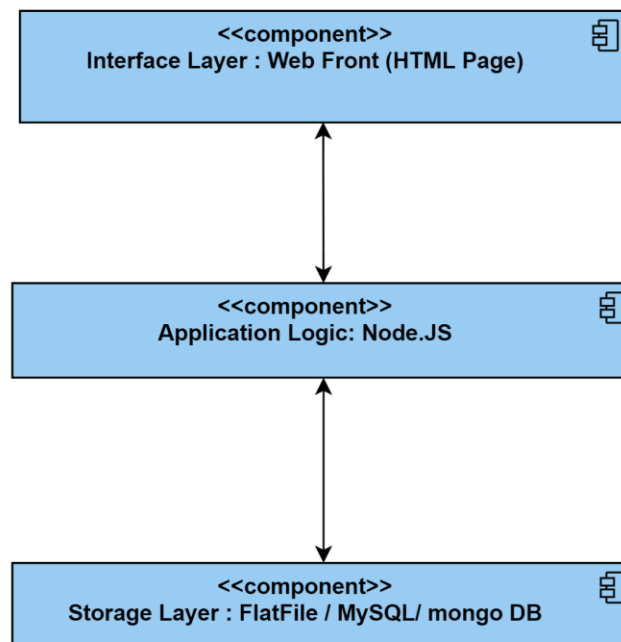 <<component>>
Interface Layer : Web Front (HTML Page)
<<component>>
Application Logic: Node.JS
<<component>>
Storage Layer : FlatFile / MySQL/ mongo DB